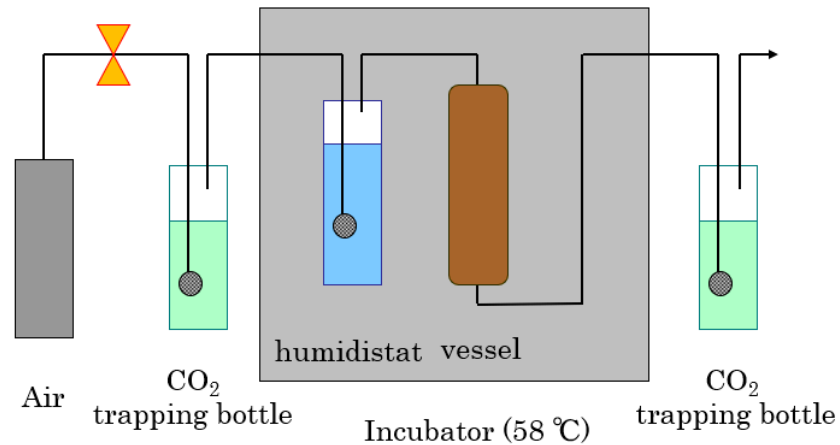 humidistat vessel
Air
CO₂
trapping bottle
Incubator (58 ℃)
CO₂
trapping bottle